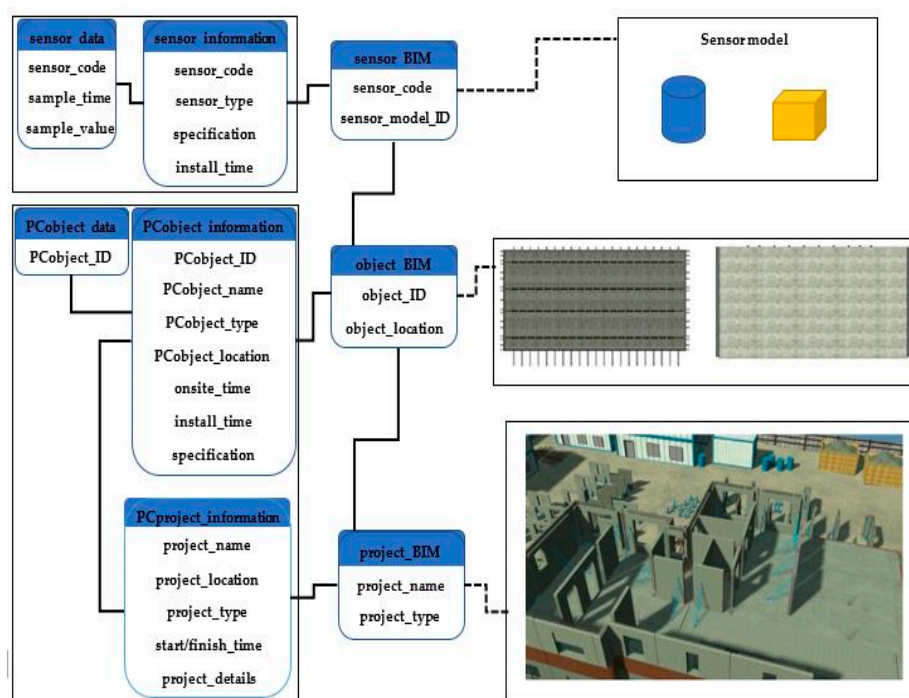 sensor data
sensor_code
sample_time
sample_value
sensor information
sensor_code
sensor_type
specification
install_time
sensor BIM
sensor_code
sensor_model_ID
Sensor model
PCobject data
PCobject_ID
PCobject information
PCobject_ID
PCobject_name
PCobject_type
PCobject_location
onsite_time
install_time
specification
object BIM
object_ID
object_location
PCproject_information
project_name
project_location
project_type
start/finish_time
project_details
project_BIM
project_name
project_type